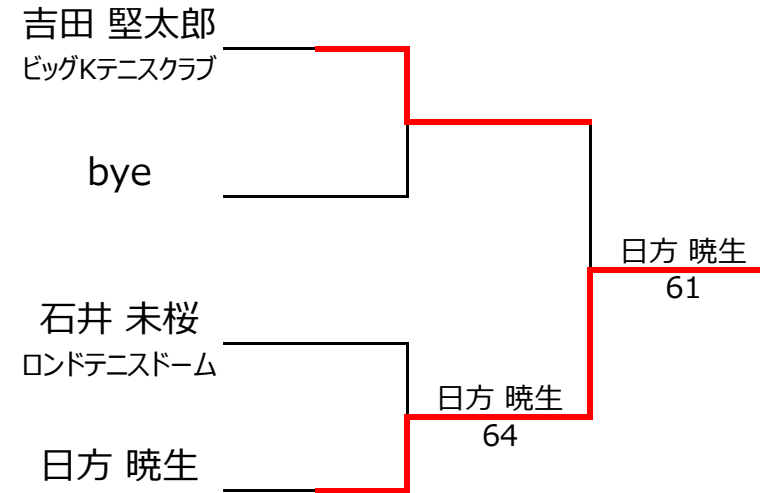 吉田 堅太郎
ビッグKテニスクラブ
bye
石井 未桜
ロンドテニスドーム
日方 暁生
日方 暁生
64
日方 暁生
61